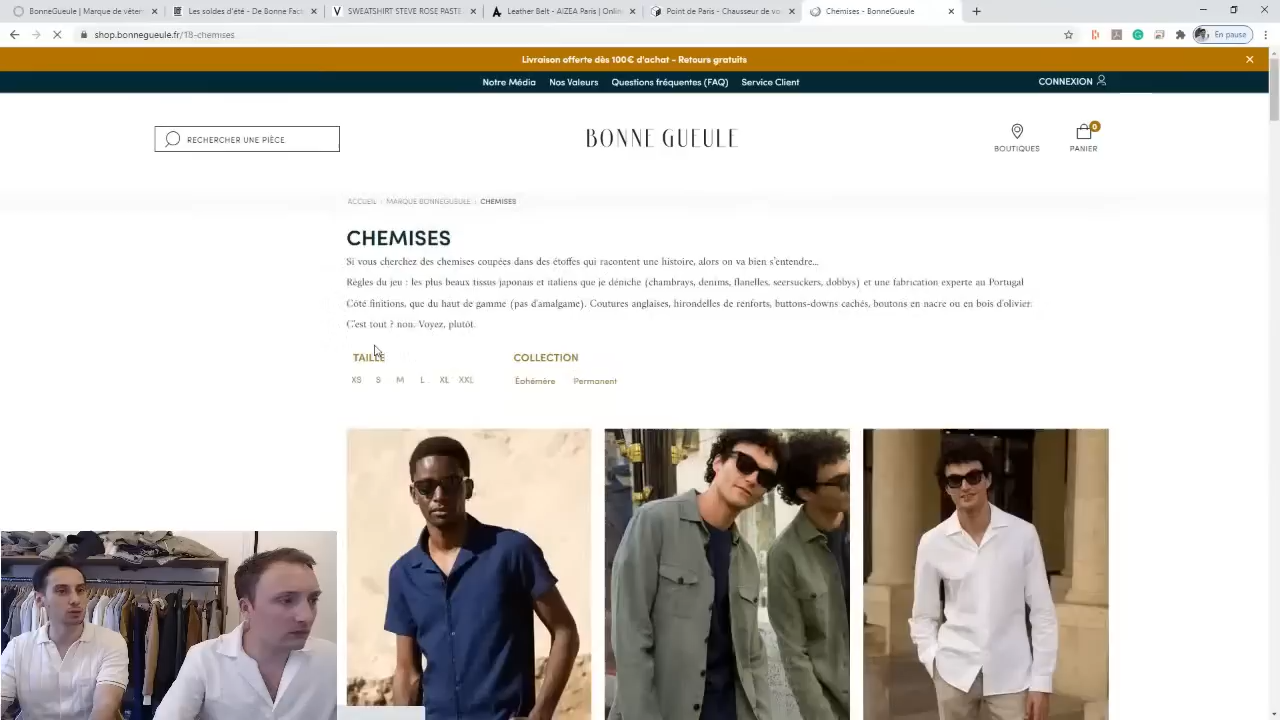 BonneGueule | Marque de vêtem
Les soldes d'été - De Bonne Fac
SWEATSHIRT STEVE ROSE PASTE
Leather Belt - AIZEA Paris | Onlin
Point de Paris - Chausseur de vo
Chemises - BonneGueule
shop.bonnegueule.fr/18-chemises
En pause
Livraison offerte dès 100€ d'achat - Retours gratuits
Notre Média Nos Valeurs Questions fréquentes (FAQ) Service Client
CONNEXION
RECHERCHER UNE PIÈCE
BONNE GUEULE
0
BOUTIQUES
PANIER
ACCUEIL › MARQUE BONNEGUEULE › CHEMISES
CHEMISES
Si vous cherchez des chemises coupées dans des étoffes qui racontent une histoire, alors on va bien s'entendre...
Règles du jeu : les plus beaux tissus japonais et italiens que je déniche (chambrays, denims, flanelles, seersuckers, dobbys) et une fabrication experte au Portugal
Côté finitions, que du haut de gamme (pas d'amalgame). Coutures anglaises, hirondelles de renforts, buttons-downs cachés, boutons en nacre ou en bois d'olivier.
C'est tout ? non. Voyez, plutôt.
TAILLE
COLLECTION
XS S M L XL XXL
Éphémère Permanent